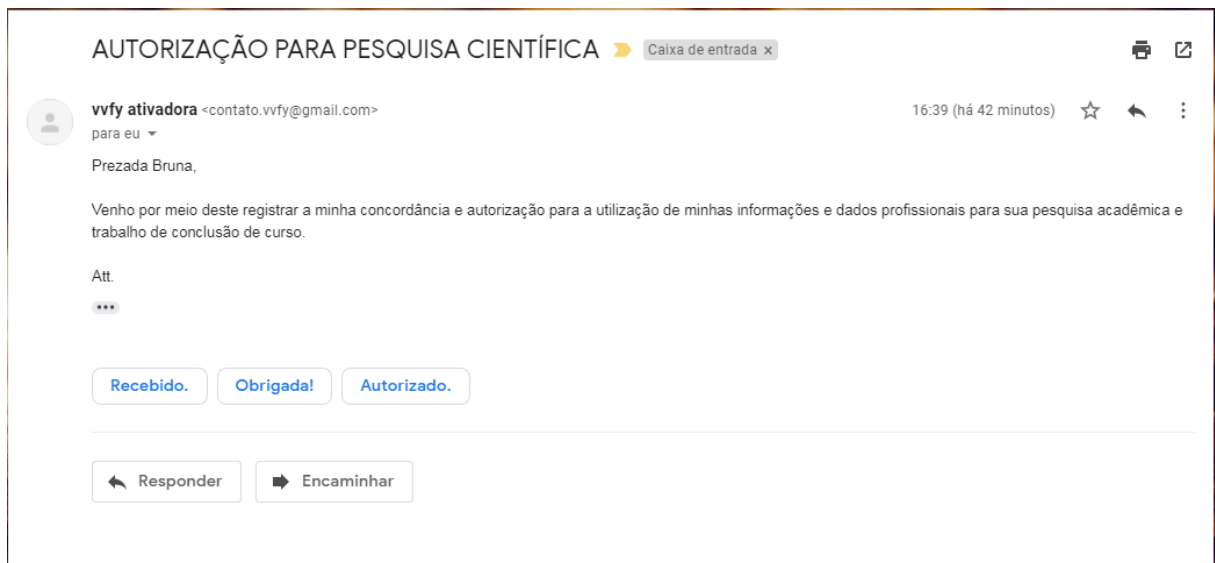 AUTORIZAÇÃO PARA PESQUISA CIENTÍFICA Caixa de entrada x
vvfy ativadora <contato.vvfy@gmail.com> 16:39 (há 42 minutos)
para eu
Prezada Bruna,
Venho por meio deste registrar a minha concordância e autorização para a utilização de minhas informações e dados profissionais para sua pesquisa acadêmica e
trabalho de conclusão de curso.
Att.
Recebido. Obrigada! Autorizado.
Responder Encaminhar